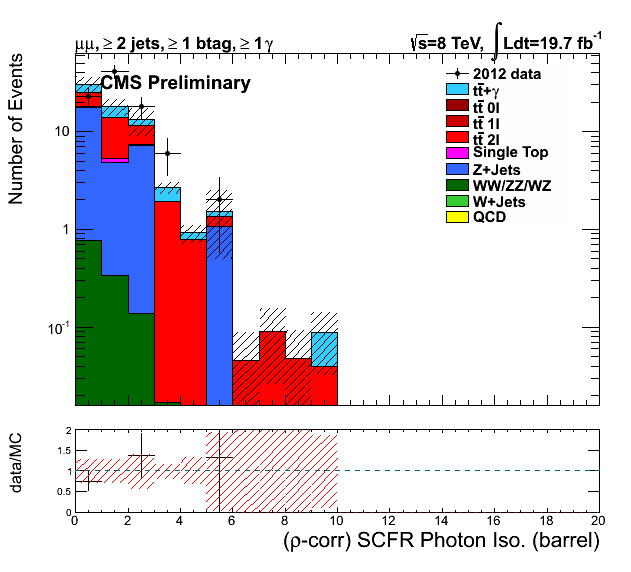 μμ, ≥ 2 jets, ≥ 1 btag, ≥ 1 γ
√s=8 TeV, ∫ Ldt=19.7 fb⁻¹
CMS Preliminary
Number of Events
10
1
10⁻¹
2012 data
tt̄+γ
tt̄ 0l
tt̄ 1l
tt̄ 2l
Single Top
Z+Jets
WW/ZZ/WZ
W+Jets
QCD
data/MC
2
1.5
1
0.5
0
0 2 4 6 8 10 12 14 16 18 20
(ρ-corr) SCFR Photon Iso. (barrel)